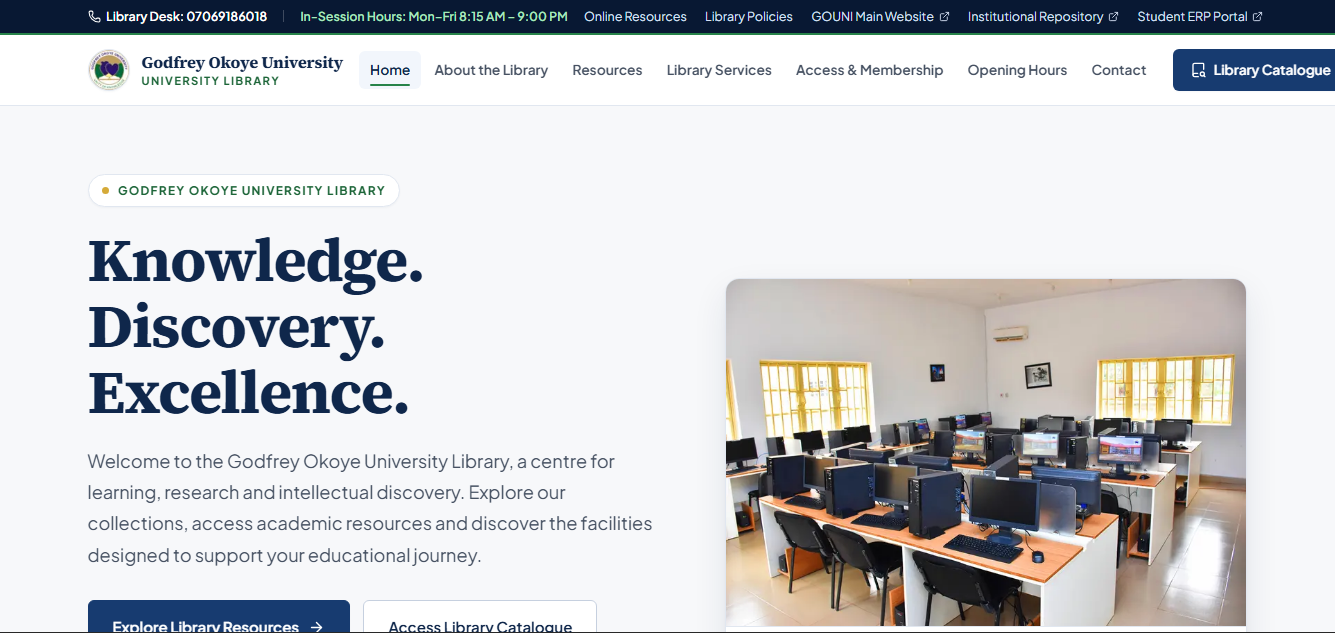 Library Desk: 07069186018
In-Session Hours: Mon–Fri 8:15 AM – 9:00 PM
Online Resources
Library Policies
GOUNI Main Website
Institutional Repository
Student ERP Portal
Godfrey Okoye University
UNIVERSITY LIBRARY
Home
About the Library
Resources
Library Services
Access & Membership
Opening Hours
Contact
Library Catalogue
GODFREY OKOYE UNIVERSITY LIBRARY
Knowledge.
Discovery.
Excellence.
Welcome to the Godfrey Okoye University Library, a centre for
learning, research and intellectual discovery. Explore our
collections, access academic resources and discover the facilities
designed to support your educational journey.
Explore Library Resources
Access Library Catalogue